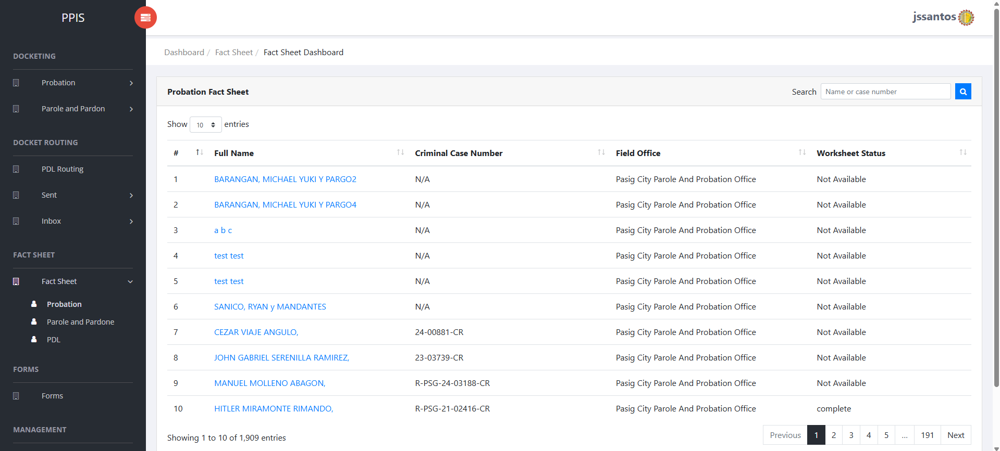 PPIS
jssantos
DOCKETING
Probation
Parole and Pardon
DOCKET ROUTING
PDL Routing
Sent
Inbox
FACT SHEET
Fact Sheet
Probation
Parole and Pardone
PDL
FORMS
Forms
MANAGEMENT
Dashboard / Fact Sheet / Fact Sheet Dashboard
Probation Fact Sheet
Search Name or case number
Show 10 entries
# Full Name Criminal Case Number Field Office Worksheet Status
1 BARANGAN, MICHAEL YUKI Y PARGO2 N/A Pasig City Parole And Probation Office Not Available
2 BARANGAN, MICHAEL YUKI Y PARGO4 N/A Pasig City Parole And Probation Office Not Available
3 a b c N/A Pasig City Parole And Probation Office Not Available
4 test test N/A Pasig City Parole And Probation Office Not Available
5 test test N/A Pasig City Parole And Probation Office Not Available
6 SANICO, RYAN y MANDANTES N/A Pasig City Parole And Probation Office Not Available
7 CEZAR VIAJE ANGULO, 24-00881-CR Pasig City Parole And Probation Office Not Available
8 JOHN GABRIEL SERENILLA RAMIREZ, 23-03739-CR Pasig City Parole And Probation Office Not Available
9 MANUEL MOLLENO ABAGON, R-PSG-24-03188-CR Pasig City Parole And Probation Office Not Available
10 HITLER MIRAMONTE RIMANDO, R-PSG-21-02416-CR Pasig City Parole And Probation Office complete
Showing 1 to 10 of 1,909 entries
Previous 1 2 3 4 5 ... 191 Next